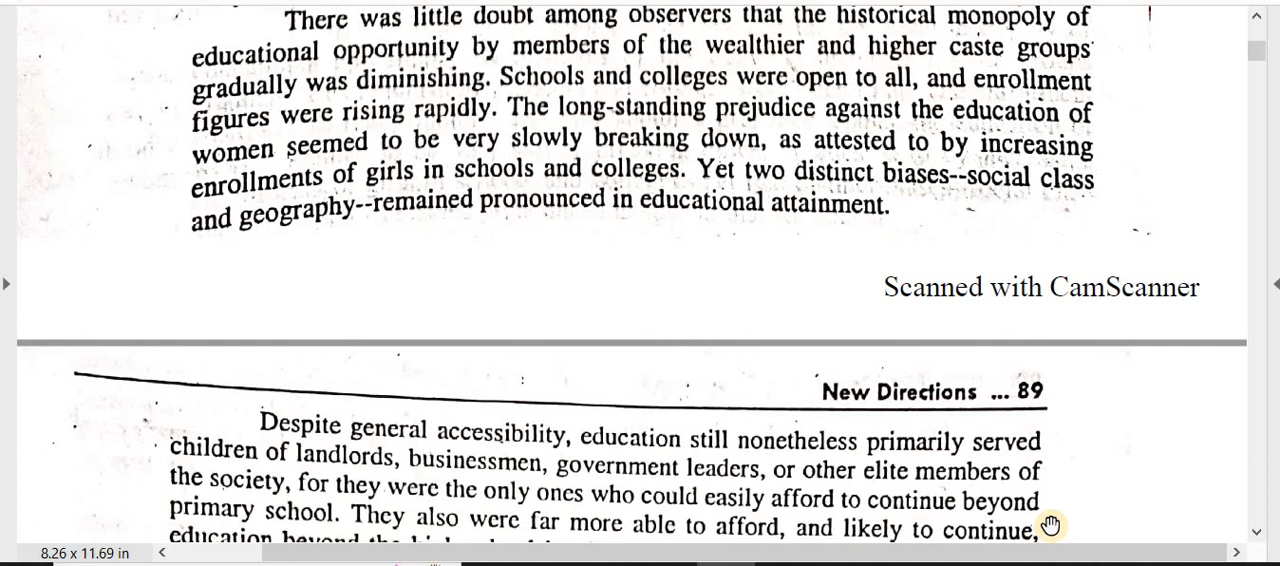 There was little doubt among observers that the historical monopoly of
educational opportunity by members of the wealthier and higher caste groups
gradually was diminishing. Schools and colleges were open to all, and enrollment
figures were rising rapidly. The long-standing prejudice against the education of
women seemed to be very slowly breaking down, as attested to by increasing
enrollments of girls in schools and colleges. Yet two distinct biases--social class
and geography--remained pronounced in educational attainment.
Scanned with CamScanner
New Directions ... 89
Despite general accessibility, education still nonetheless primarily served
children of landlords, businessmen, government leaders, or other elite members of
the society, for they were the only ones who could easily afford to continue beyond
primary school. They also were far more able to afford, and likely to continue,
education beyond the
8.26 x 11.69 in